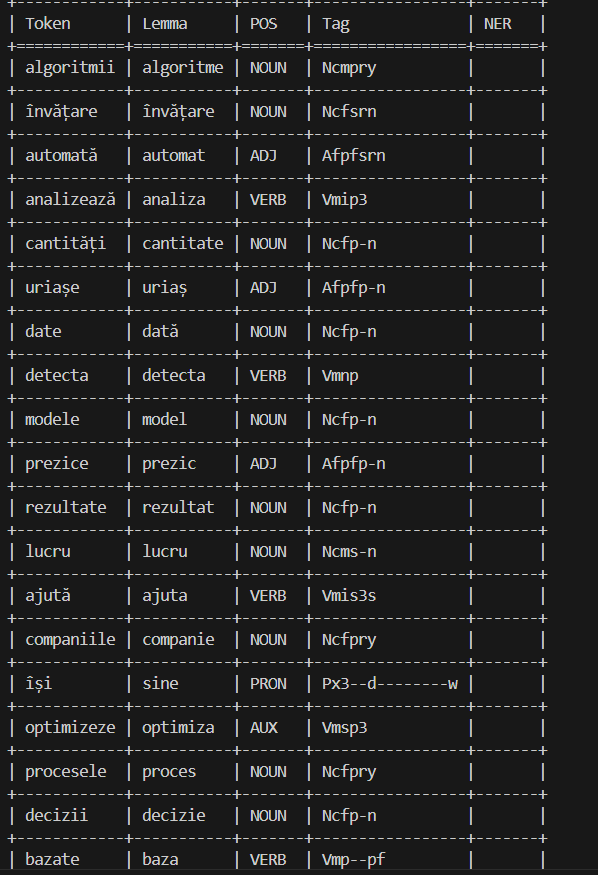 +------------+-----------+-------+-----------------+-------+
| Token      | Lemma     | POS   | Tag             | NER   |
+============+===========+=======+=================+=======+
| algoritmii | algoritme | NOUN  | Ncmpry          |       |
+------------+-----------+-------+-----------------+-------+
| învățare   | învățare  | NOUN  | Ncfsrn          |       |
+------------+-----------+-------+-----------------+-------+
| automată   | automat   | ADJ   | Afpfsrn         |       |
+------------+-----------+-------+-----------------+-------+
| analizează | analiza   | VERB  | Vmip3           |       |
+------------+-----------+-------+-----------------+-------+
| cantități  | cantitate | NOUN  | Ncfp-n          |       |
+------------+-----------+-------+-----------------+-------+
| uriașe     | uriaș     | ADJ   | Afpfp-n         |       |
+------------+-----------+-------+-----------------+-------+
| date       | dată      | NOUN  | Ncfp-n          |       |
+------------+-----------+-------+-----------------+-------+
| detecta    | detecta   | VERB  | Vmnp            |       |
+------------+-----------+-------+-----------------+-------+
| modele     | model     | NOUN  | Ncfp-n          |       |
+------------+-----------+-------+-----------------+-------+
| prezice    | prezic    | ADJ   | Afpfp-n         |       |
+------------+-----------+-------+-----------------+-------+
| rezultate  | rezultat  | NOUN  | Ncfp-n          |       |
+------------+-----------+-------+-----------------+-------+
| lucru      | lucru     | NOUN  | Ncms-n          |       |
+------------+-----------+-------+-----------------+-------+
| ajută      | ajuta     | VERB  | Vmis3s          |       |
+------------+-----------+-------+-----------------+-------+
| companiile | companie  | NOUN  | Ncfpry          |       |
+------------+-----------+-------+-----------------+-------+
| își        | sine      | PRON  | Px3--d--------w |       |
+------------+-----------+-------+-----------------+-------+
| optimizeze | optimiza  | AUX   | Vmsp3           |       |
+------------+-----------+-------+-----------------+-------+
| procesele  | proces    | NOUN  | Ncfpry          |       |
+------------+-----------+-------+-----------------+-------+
| decizii    | decizie   | NOUN  | Ncfp-n          |       |
+------------+-----------+-------+-----------------+-------+
| bazate     | baza      | VERB  | Vmp--pf         |       |